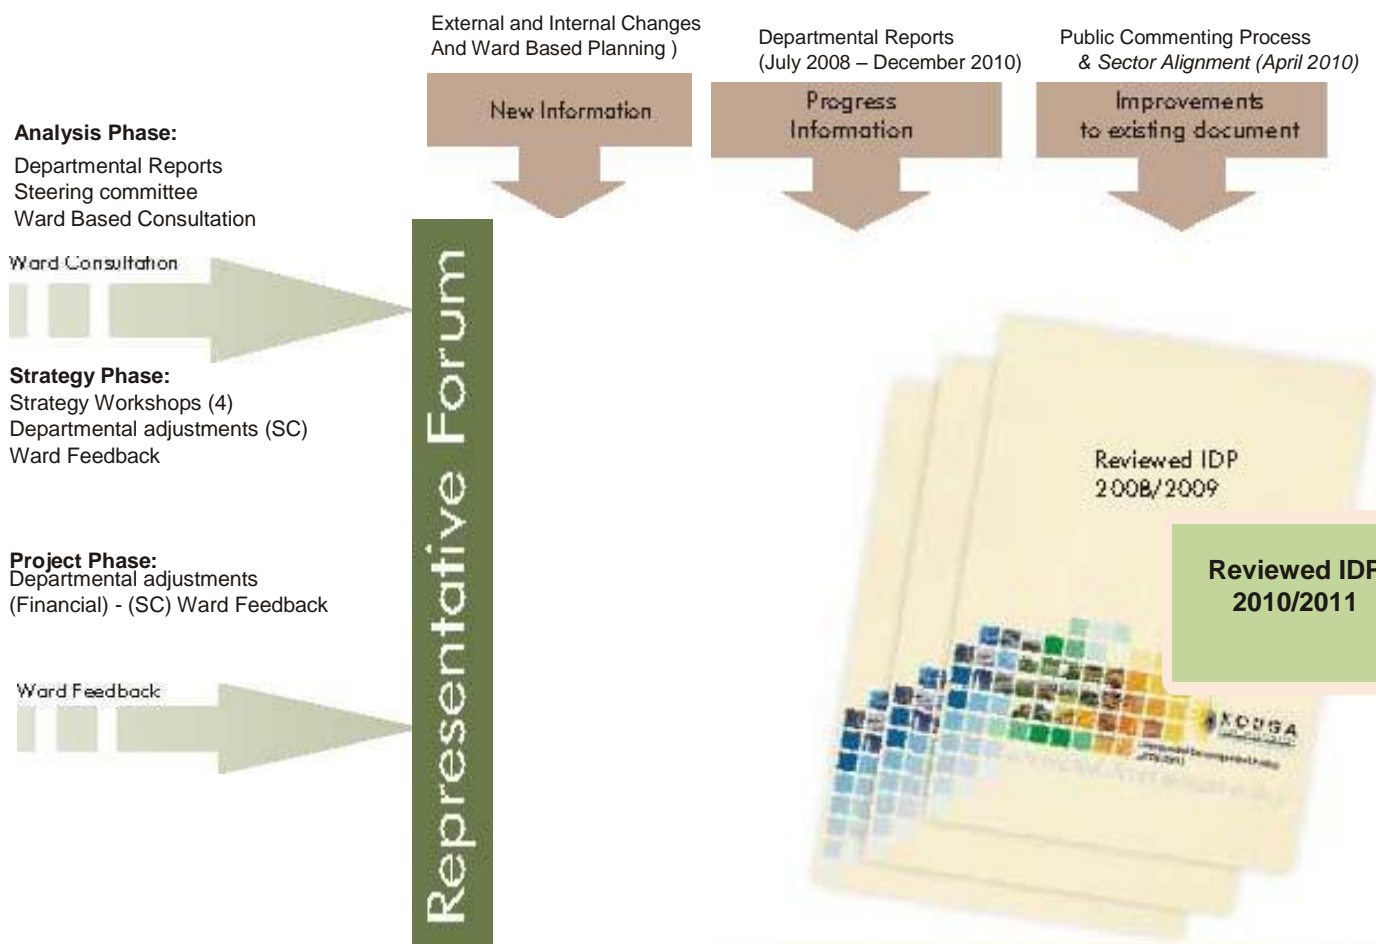 External and Internal Changes
And Ward Based Planning )
Departmental Reports
(July 2008 – December 2010)
Public Commenting Process
& Sector Alignment (April 2010)
New Information
Progress
Information
Improvements
to existing document
Analysis Phase:
Departmental Reports
Steering committee
Ward Based Consultation
Ward Consultation
Strategy Phase:
Strategy Workshops (4)
Departmental adjustments (SC)
Ward Feedback
Project Phase:
Departmental adjustments
(Financial) - (SC) Ward Feedback
Ward Feedback
Representative Forum
Reviewed IDP
2008/2009
Reviewed IDP
2010/2011
KOUGA